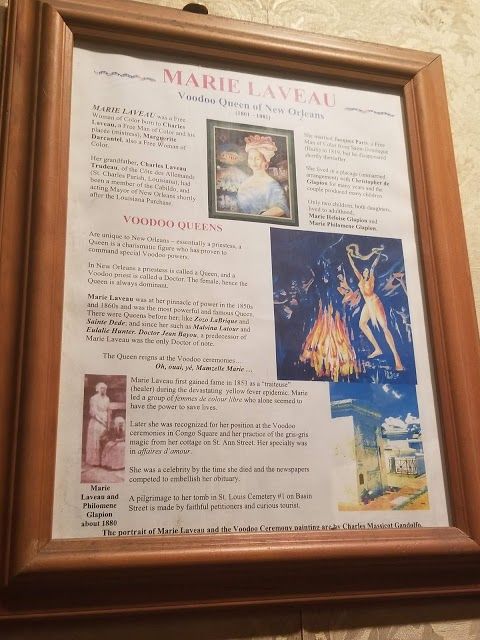 MARIE LAVEAU
Voodoo Queen of New Orleans
(1801 - 1881)
MARIE LAVEAU was a Free
Woman of Color born to Charles
Laveau, a Free Man of Color and his
placée (mistress), Marguerite
Darcantel, also a Free Woman of
Color.
Her grandfather, Charles Laveau
Trudeau, of the Côte des Allemands
(St. Charles Parish, Louisiana), had
been a member of the Cabildo, and
acting Mayor of New Orleans shortly
after the Louisiana Purchase.
She married Jacques Paris, a Free
Man of Color from Saint-Domingue
(Haiti) in 1819, but he disappeared
shortly thereafter.
She lived in a placage (unmarried
arrangement) with Christophe de
Glapion for many years and the
couple produced many children.
Only two children, both daughters,
lived to adulthood,
Marie Heloise Glapion and
Marie Philomene Glapion.
VOODOO QUEENS
Are unique to New Orleans – essentially a priestess, a
Queen is a charismatic figure who has proven to
command special Voodoo powers.
In New Orleans a priestess is called a Queen, and a
Voodoo priest is called a Doctor. The female, hence the
Queen is always dominant.
Marie Laveau was at her pinnacle of power in the 1850s
and 1860s and was the most powerful and famous Queen.
There were Queens before her; like Zozo LaBrique and
Sainte Dede; and since her such as Malvina Latour and
Eulalie Hunter. Doctor Jean Bayou, a predecessor of
Marie Laveau was the only Doctor of note.
The Queen reigns at the Voodoo ceremonies....
Oh, ouai, yé, Mamzelle Marie ...
Marie Laveau first gained fame in 1853 as a "traiteuse"
(healer) during the devastating yellow fever epidemic. Marie
led a group of femmes de colour libre who alone seemed to
have the power to save lives.
Later she was recognized for her position at the Voodoo
ceremonies in Congo Square and her practice of the gris-gris
magic from her cottage on St. Ann Street. Her specialty was
in affaires d'amour.
She was a celebrity by the time she died and the newspapers
competed to embellish her obituary.
A pilgrimage to her tomb in St. Louis Cemetery #1 on Basin
Street is made by faithful petitioners and curious tourist.
Marie
Laveau and
Philomene
Glapion
about 1880
The portrait of Marie Laveau and the Voodoo Ceremony painting are by Charles Massicot Gandolfo.